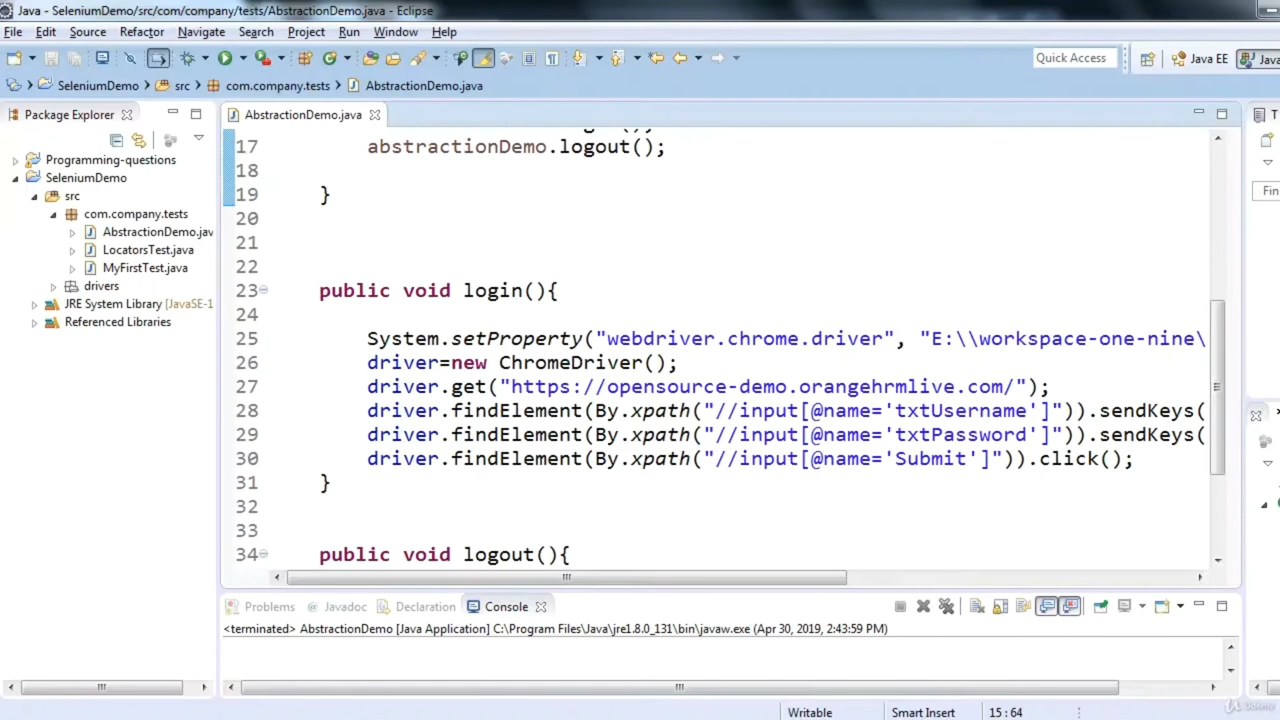 Java - SeleniumDemo/src/com/company/tests/AbstractionDemo.java - Eclipse
File Edit Source Refactor Navigate Search Project Run Window Help
Quick Access
Java EE
Java
SeleniumDemo src com.company.tests AbstractionDemo.java
Package Explorer
Programming-questions
SeleniumDemo
src
com.company.tests
AbstractionDemo.jav
LocatorsTest.java
MyFirstTest.java
drivers
JRE System Library [JavaSE-1
Referenced Libraries
AbstractionDemo.java
17 abstractionDemo.logout();
18
19 }
20
21
22
23 public void login(){
24
25 System.setProperty("webdriver.chrome.driver", "E:\\workspace-one-nine\
26 driver=new ChromeDriver();
27 driver.get("https://opensource-demo.orangehrmlive.com/");
28 driver.findElement(By.xpath("//input[@name='txtUsername']")).sendKeys(
29 driver.findElement(By.xpath("//input[@name='txtPassword']")).sendKeys(
30 driver.findElement(By.xpath("//input[@name='Submit']")).click();
31 }
32
33
34 public void logout(){
Fin
Problems @ Javadoc Declaration Console
<terminated> AbstractionDemo [Java Application] C:\Program Files\Java\jre1.8.0_131\bin\javaw.exe (Apr 30, 2019, 2:43:59 PM)
Writable Smart Insert 15 : 64
Udemy